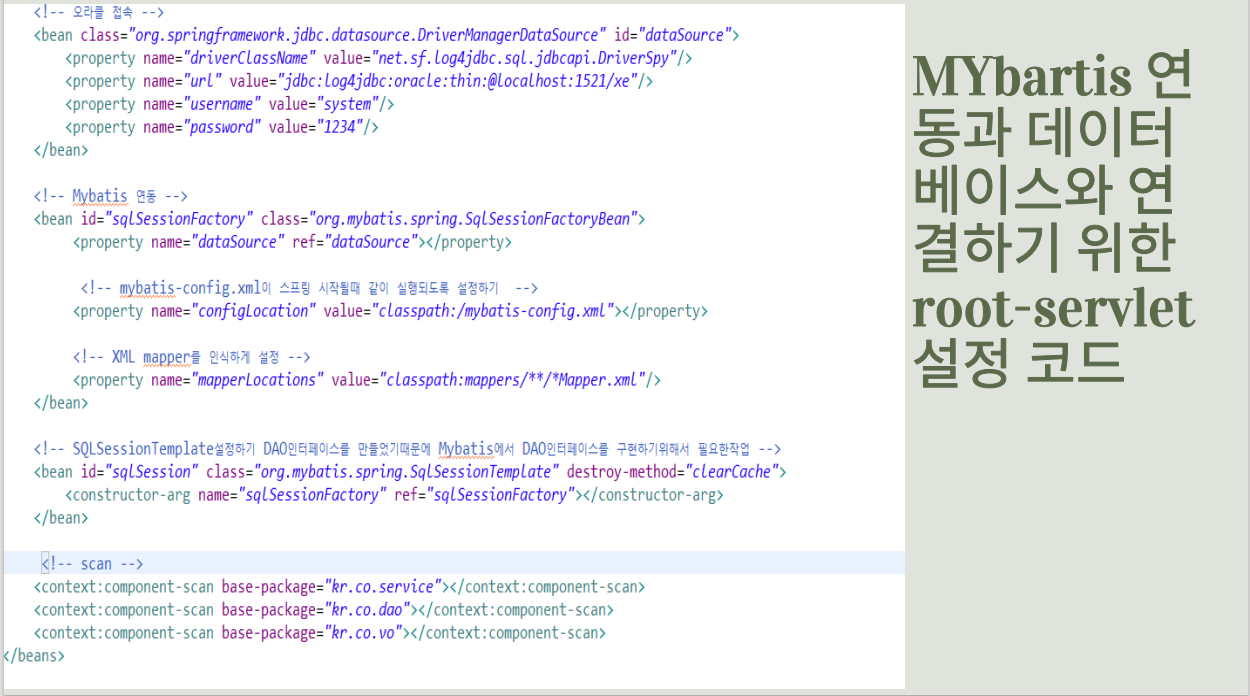 <!-- 오라클 접속 -->
<bean class="org.springframework.jdbc.datasource.DriverManagerDataSource" id="dataSource">
<property name="driverClassName" value="net.sf.log4jdbc.sql.jdbcapi.DriverSpy"/>
<property name="url" value="jdbc:log4jdbc:oracle:thin:@localhost:1521/xe"/>
<property name="username" value="system"/>
<property name="password" value="1234"/>
</bean>
<!-- Mybatis 연동 -->
<bean id="sqlSessionFactory" class="org.mybatis.spring.SqlSessionFactoryBean">
<property name="dataSource" ref="dataSource"></property>
<!-- mybatis-config.xml이 스프링 시작될때 같이 실행되도록 설정하기  -->
<property name="configLocation" value="classpath:/mybatis-config.xml"></property>
<!-- XML mapper를 인식하게 설정 -->
<property name="mapperLocations" value="classpath:mappers/**/*Mapper.xml"/>
</bean>
<!-- SQLSessionTemplate설정하기 DAO인터페이스를 만들었기때문에 Mybatis에서 DAO인터페이스를 구현하기위해서 필요한작업 -->
<bean id="sqlSession" class="org.mybatis.spring.SqlSessionTemplate" destroy-method="clearCache">
<constructor-arg name="sqlSessionFactory" ref="sqlSessionFactory"></constructor-arg>
</bean>
<!-- scan -->
<context:component-scan base-package="kr.co.service"></context:component-scan>
<context:component-scan base-package="kr.co.dao"></context:component-scan>
<context:component-scan base-package="kr.co.vo"></context:component-scan>
</beans>
MYbartis 연
동과 데이터
베이스와 연
결하기 위한
root-servlet
설정 코드